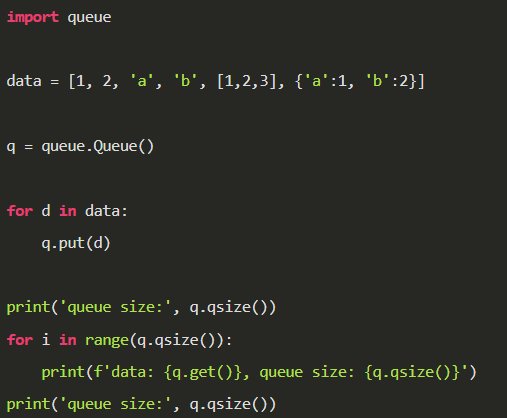 import queue
data = [1, 2, 'a', 'b', [1,2,3], {'a':1, 'b':2}]
q = queue.Queue()
for d in data:
    q.put(d)
print('queue size:', q.qsize())
for i in range(q.qsize()):
    print(f'data: {q.get()}, queue size: {q.qsize()}')
print('queue size:', q.qsize())